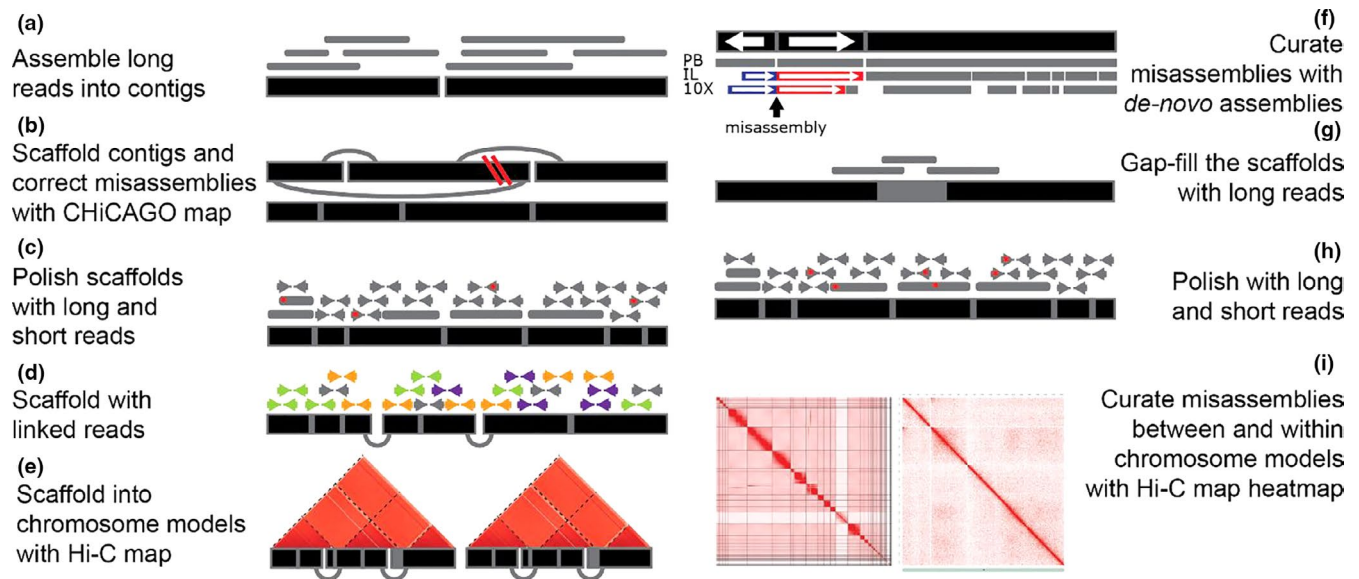 (a)
Assemble long
reads into contigs
(b)
Scaffold contigs and
correct misassemblies
with CHiCAGO map
(c)
Polish scaffolds
with long and
short reads
(d)
Scaffold with
linked reads
(e)
Scaffold into
chromosome models
with Hi-C map
(f)
Curate
misassemblies with
de-novo assemblies
PB
IL
10X
misassembly
(g)
Gap-fill the scaffolds
with long reads
(h)
Polish with long
and short reads
(i)
Curate misassemblies
between and within
chromosome models
with Hi-C map heatmap